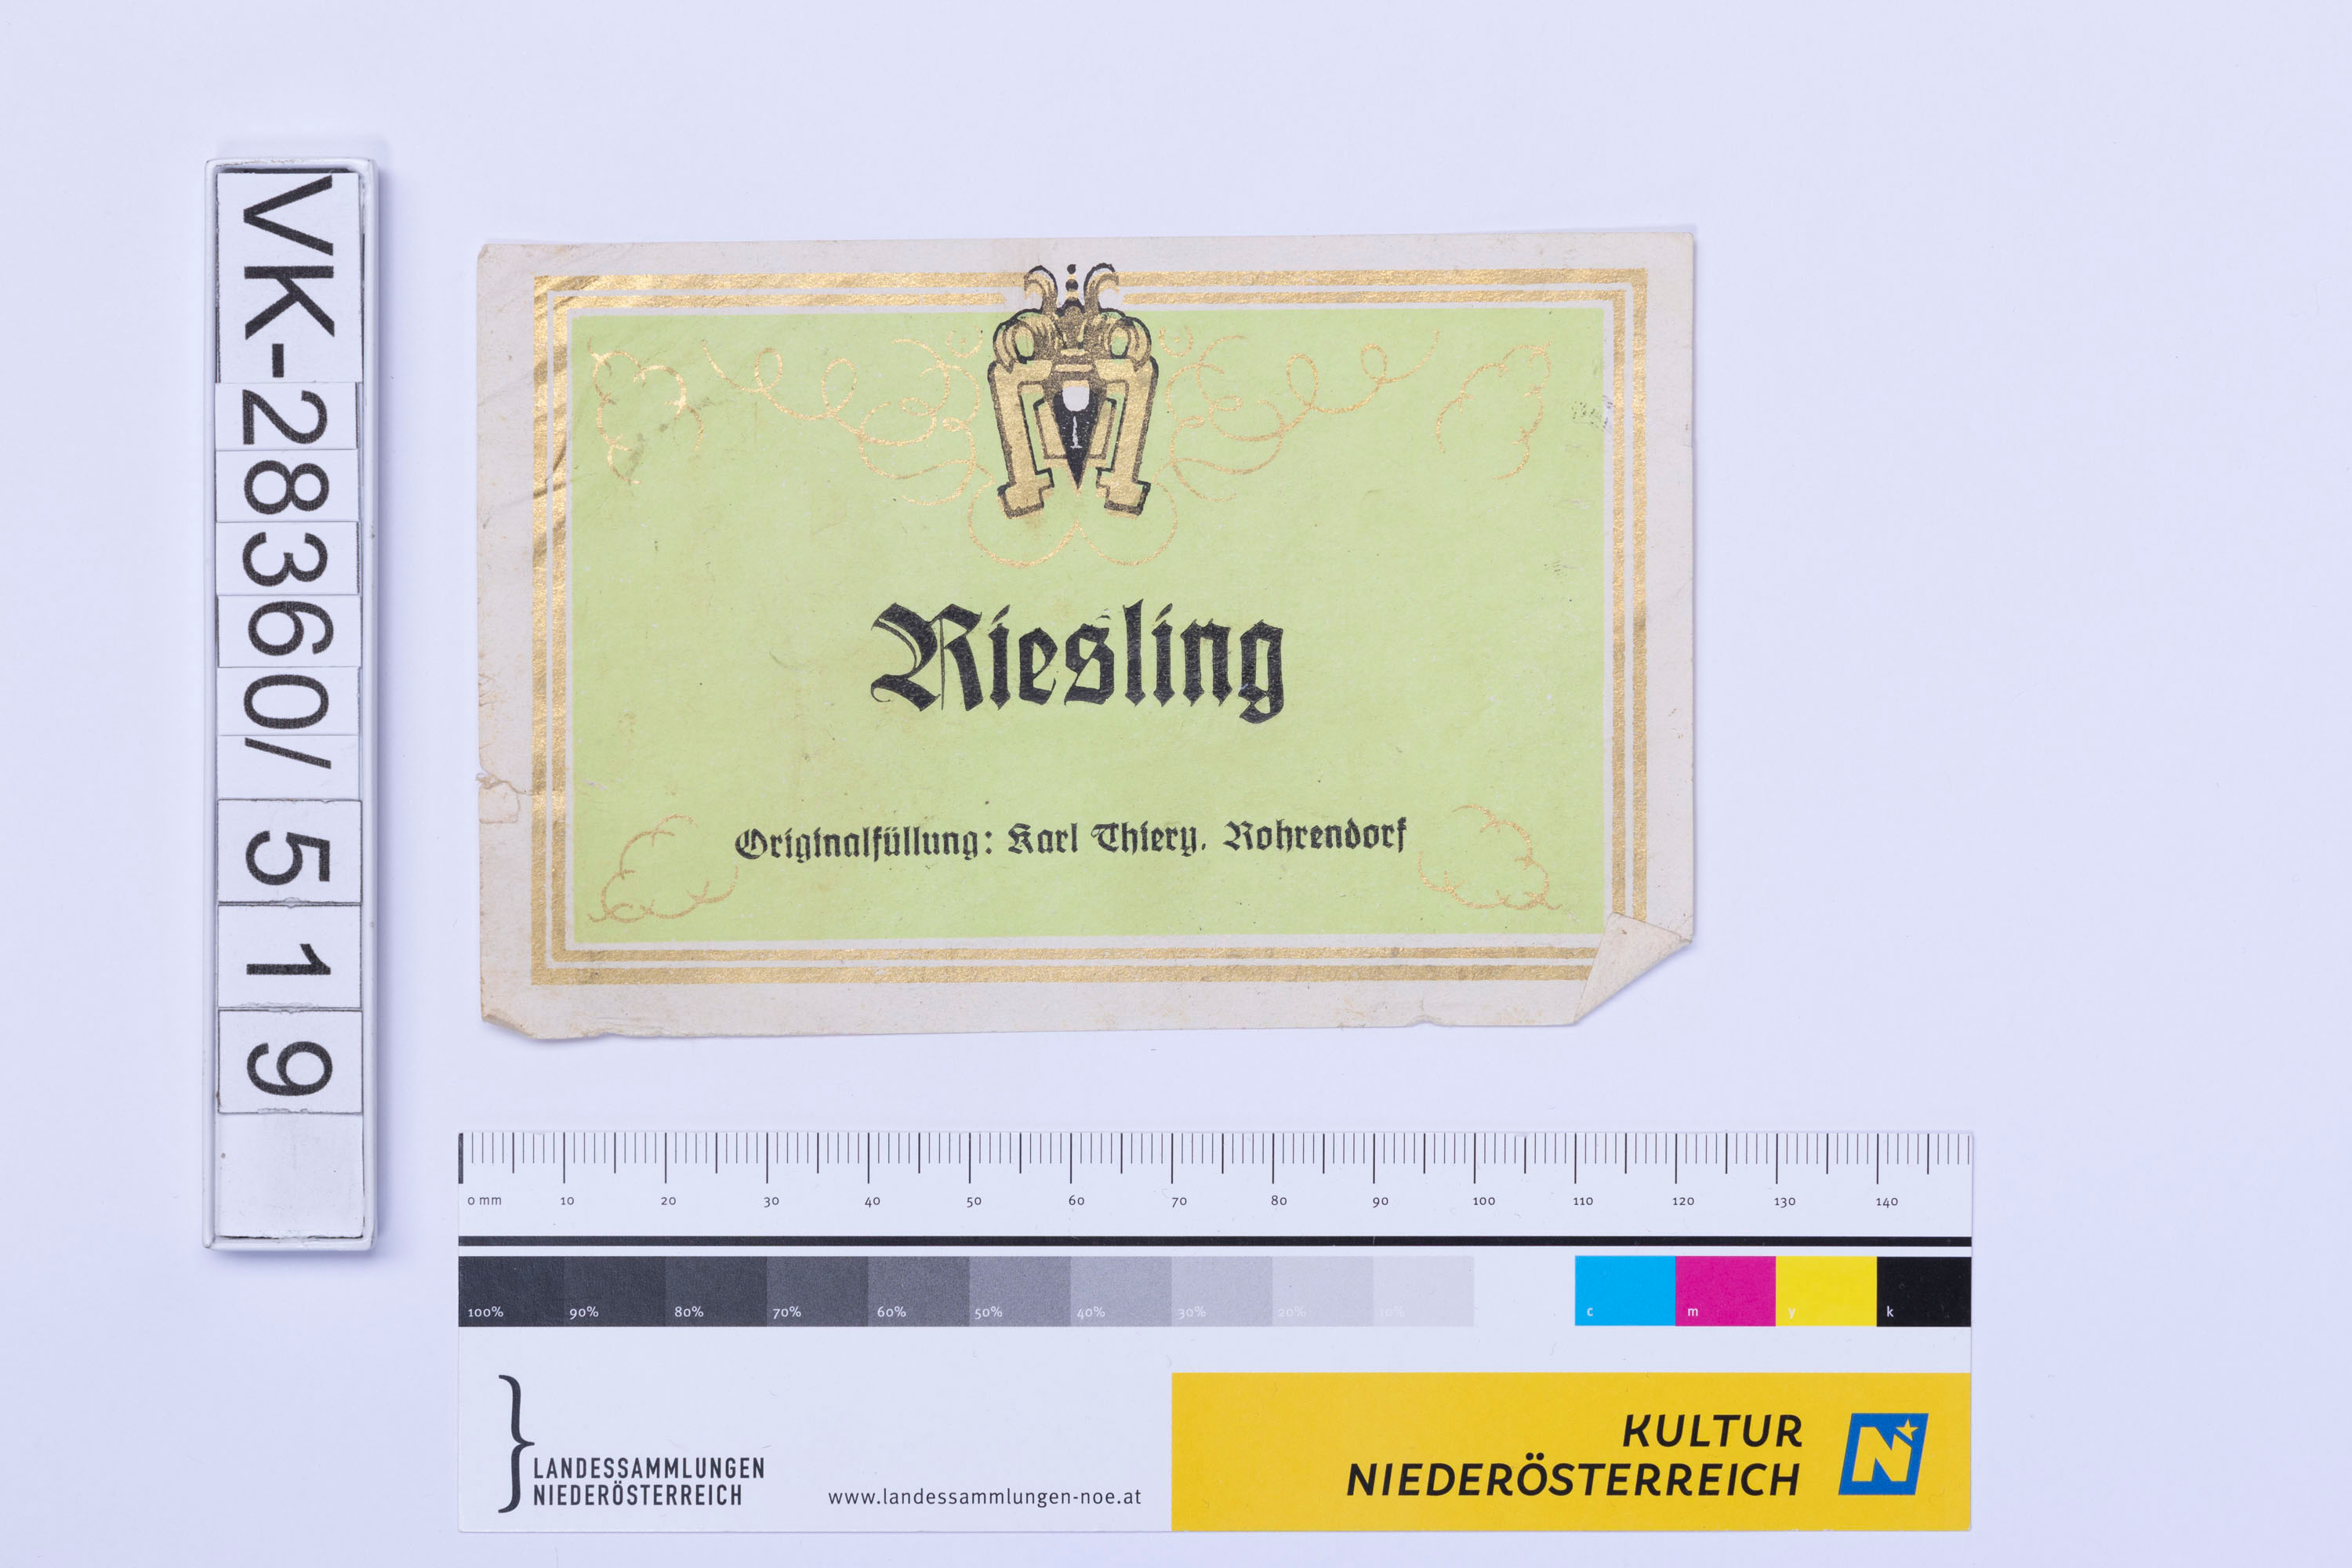 VK-28360/519
Riesling
Originalfüllung: Karl Thiery, Rohrendorf
0 mm 10 20 30 40 50 60 70 80 90 100 110 120 130 140
100% 90% 80% 70% 60% 50% 40% 30% 20% 10% c m y k
LANDESSAMMLUNGEN
NIEDERÖSTERREICH
www.landessammlungen-noe.at
KULTUR
NIEDERÖSTERREICH
N